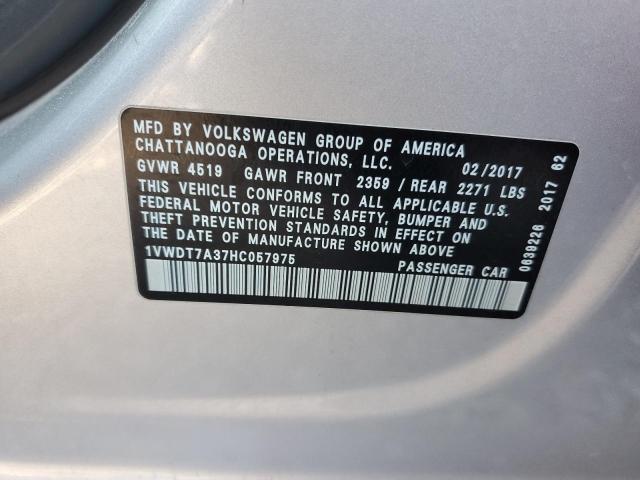 MFD BY VOLKSWAGEN GROUP OF AMERICA
CHATTANOOGA OPERATIONS, LLC. 02/2017
GVWR 4519 GAWR FRONT 2359 / REAR 2271 LBS
THIS VEHICLE CONFORMS TO ALL APPLICABLE U.S.
FEDERAL MOTOR VEHICLE SAFETY, BUMPER AND
THEFT PREVENTION STANDARDS IN EFFECT ON
THE DATE OF MANUFACTURE SHOWN ABOVE
1VWDT7A37HC057975 PASSENGER CAR
0639226 2017 62